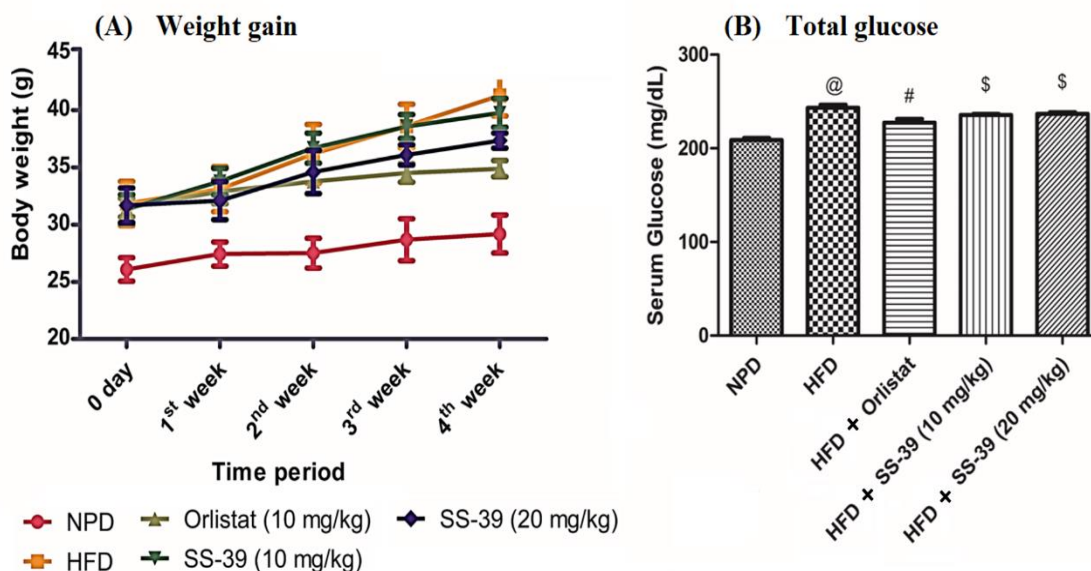 (A) Weight gain
Body weight (g)
45
40
35
30
25
20
0 day
1st week
2nd week
3rd week
4th week
Time period
NPD
Orlistat (10 mg/kg)
SS-39 (20 mg/kg)
HFD
SS-39 (10 mg/kg)
(B) Total glucose
Serum Glucose (mg/dL)
300
200
100
0
@
#
$
$
NPD
HFD
HFD + Orlistat
HFD + SS-39 (10 mg/kg)
HFD + SS-39 (20 mg/kg)